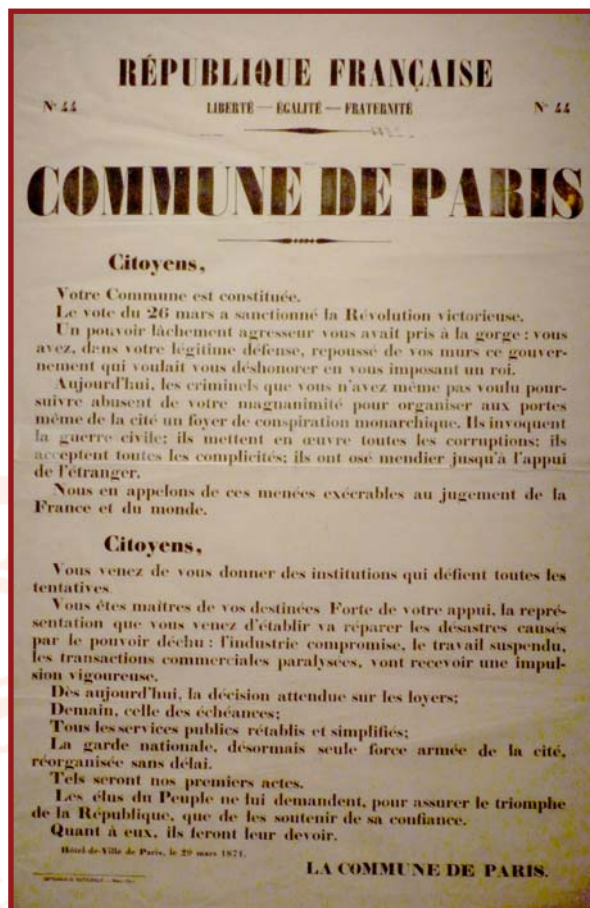 RÉPUBLIQUE FRANÇAISE
N° 44 LIBERTÉ — ÉGALITÉ — FRATERNITÉ N° 44
COMMUNE DE PARIS
Citoyens,
Votre Commune est constituée.
Le vote du 26 mars a sanctionné la Révolution victorieuse.
Un pouvoir lâchement agresseur vous avait pris à la gorge : vous
avez, dans votre légitime défense, repoussé de vos murs ce gouver-
nement qui voulait vous déshonorer en vous imposant un roi.
Aujourd'hui, les criminels que vous n'avez même pas voulu pour-
suivre abusent de votre magnanimité pour organiser aux portes
même de la cité un foyer de conspiration monarchique. Ils invoquent
la guerre civile; ils mettent en œuvre toutes les corruptions; ils
acceptent toutes les complicités; ils ont osé mendier jusqu'à l'appui
de l'étranger.
Nous en appelons de ces menées exécrables au jugement de la
France et du monde.
Citoyens,
Vous venez de vous donner des institutions qui défient toutes les
tentatives.
Vous êtes maîtres de vos destinées Forte de votre appui, la repré-
sentation que vous venez d'établir va réparer les désastres causés
par le pouvoir déchu : l'industrie compromise, le travail suspendu,
les transactions commerciales paralysées, vont recevoir une impul-
sion vigoureuse.
Dès aujourd'hui, la décision attendue sur les loyers;
Demain, celle des échéances;
Tous les services publics rétablis et simplifiés;
La garde nationale, désormais seule force armée de la cité,
réorganisée sans délai.
Tels seront nos premiers actes.
Les élus du Peuple ne lui demandent, pour assurer le triomphe
de la République, que de les soutenir de sa confiance.
Quant à eux, ils feront leur devoir.
Hôtel-de-Ville de Paris, le 29 mars 1871.
LA COMMUNE DE PARIS.